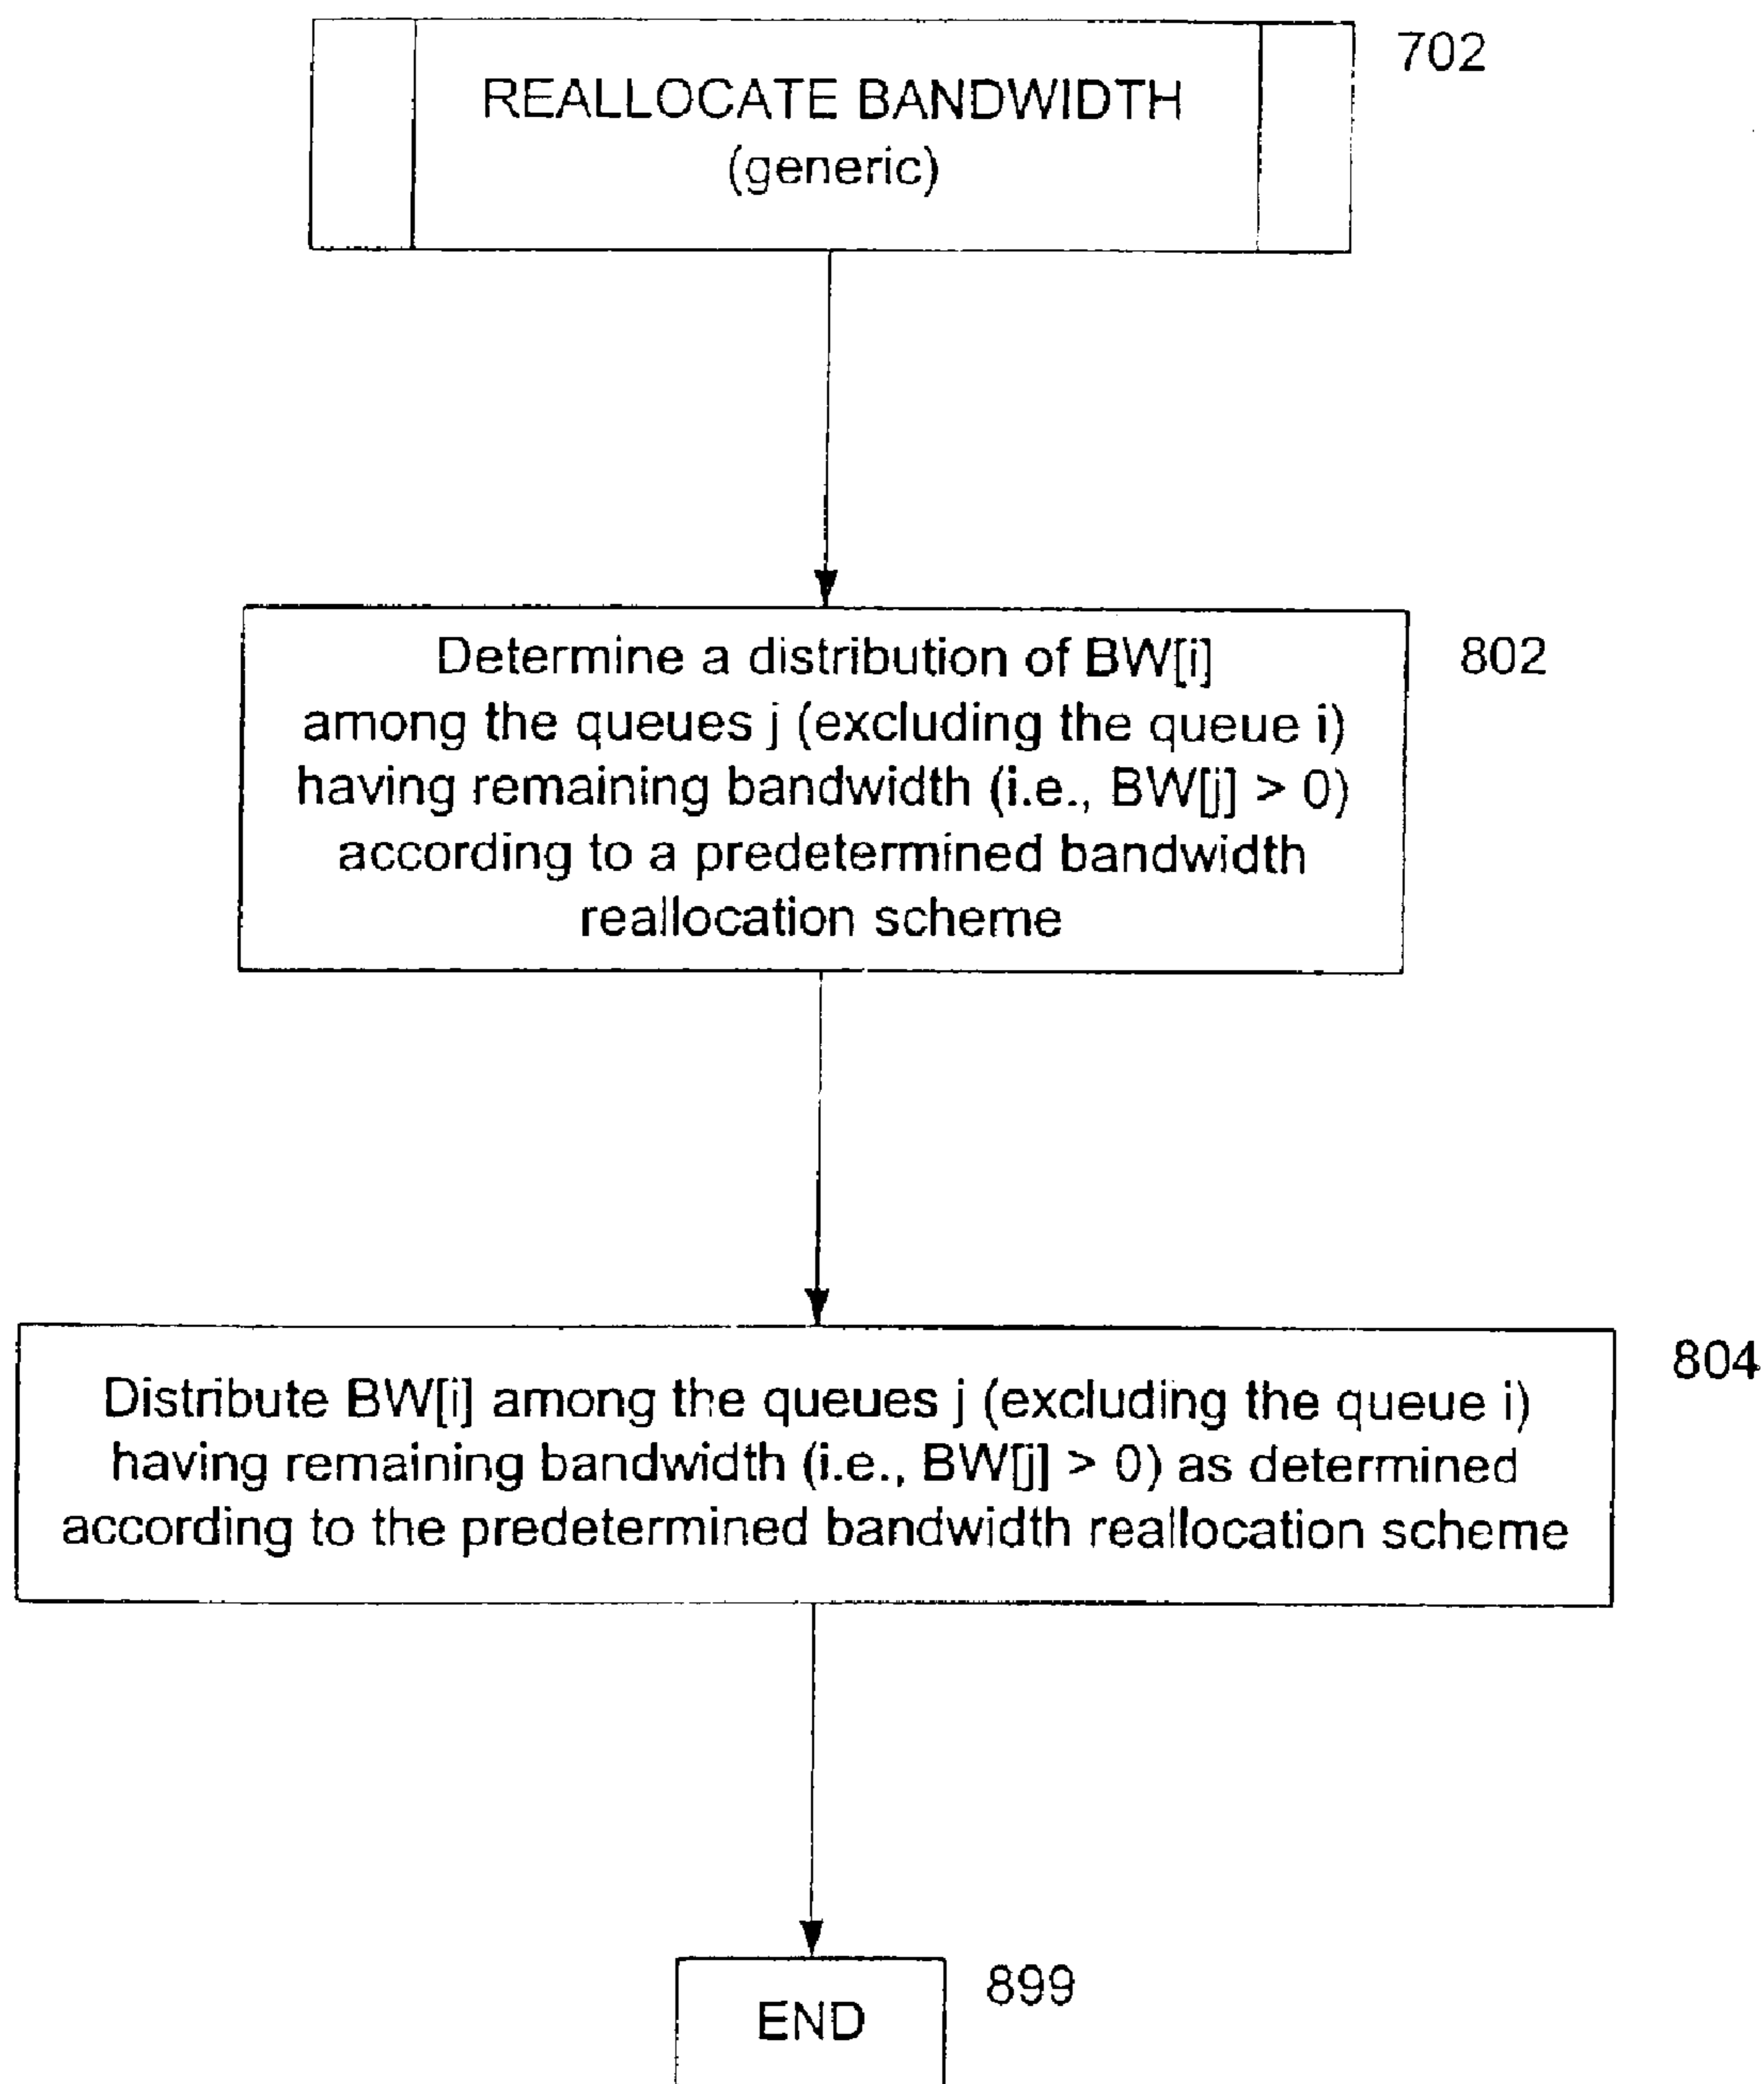 702
REALLOCATE BANDWIDTH
(generic)
Determine a distribution of BW[i]
802
among the queues j (excluding the queue i)
having remaining bandwidth (i.e., BW[j] > 0)
according to a predetermined bandwidth
reallocation scheme
804
Distribute BW[i] among the queues j (excluding the queue i)
having remaining bandwidth (i.e., BW[j] > 0) as determined
according to the predetermined bandwidth reallocation scheme
899
END